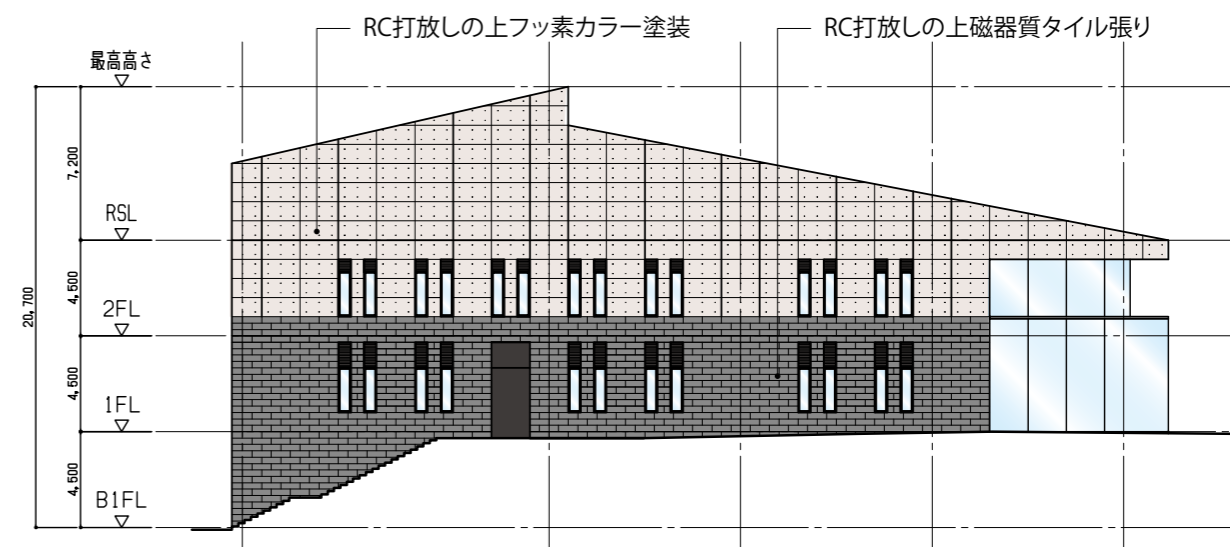 RC打放しの上フッ素カラー塗装
RC打放しの上磁器質タイル張り
最高高さ
7,200
RSL
4,500
20,700
2FL
4,500
1FL
4,500
B1FL